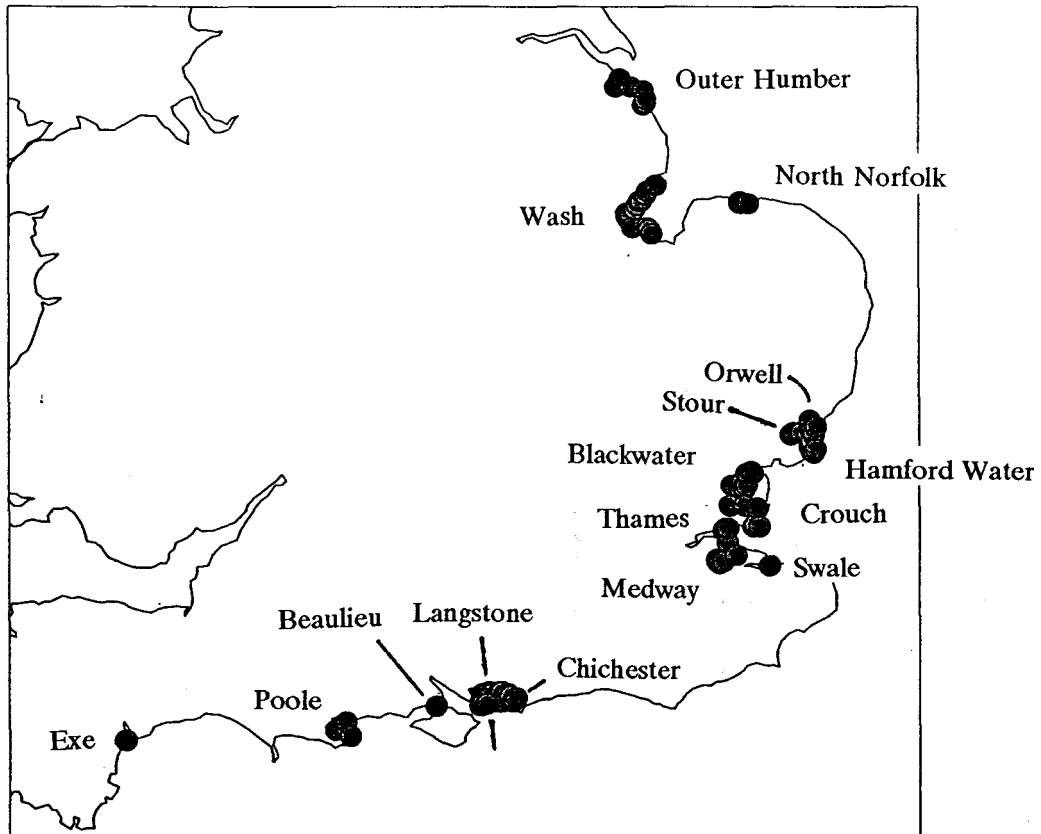 Outer Humber
North Norfolk
Wash
Orwell
Stour
Blackwater
Hamford Water
Thames
Crouch
Medway
Swale
Beaulieu
Langstone
Chichester
Poole
Exe